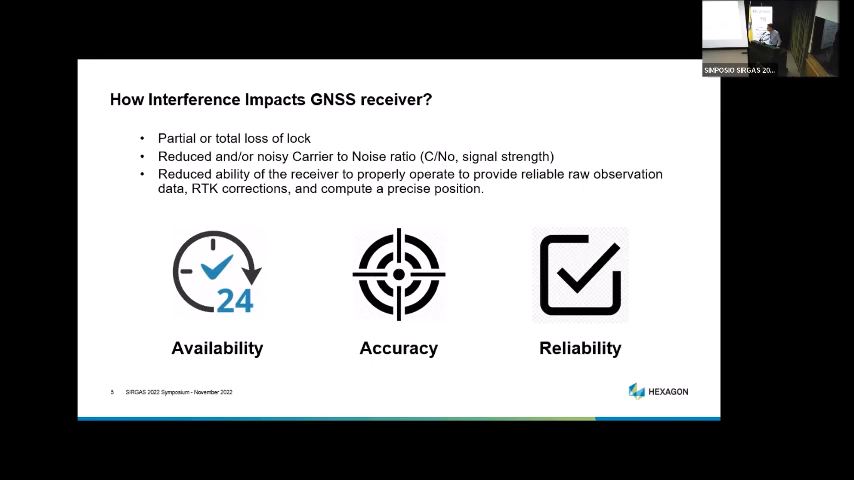 SIMPOSIO SIRGAS 20...
How Interference Impacts GNSS receiver?
• Partial or total loss of lock
• Reduced and/or noisy Carrier to Noise ratio (C/No, signal strength)
• Reduced ability of the receiver to properly operate to provide reliable raw observation
data, RTK corrections, and compute a precise position.
24
Availability
Accuracy
Reliability
5 SIRGAS 2022 Symposium - November 2022
HEXAGON